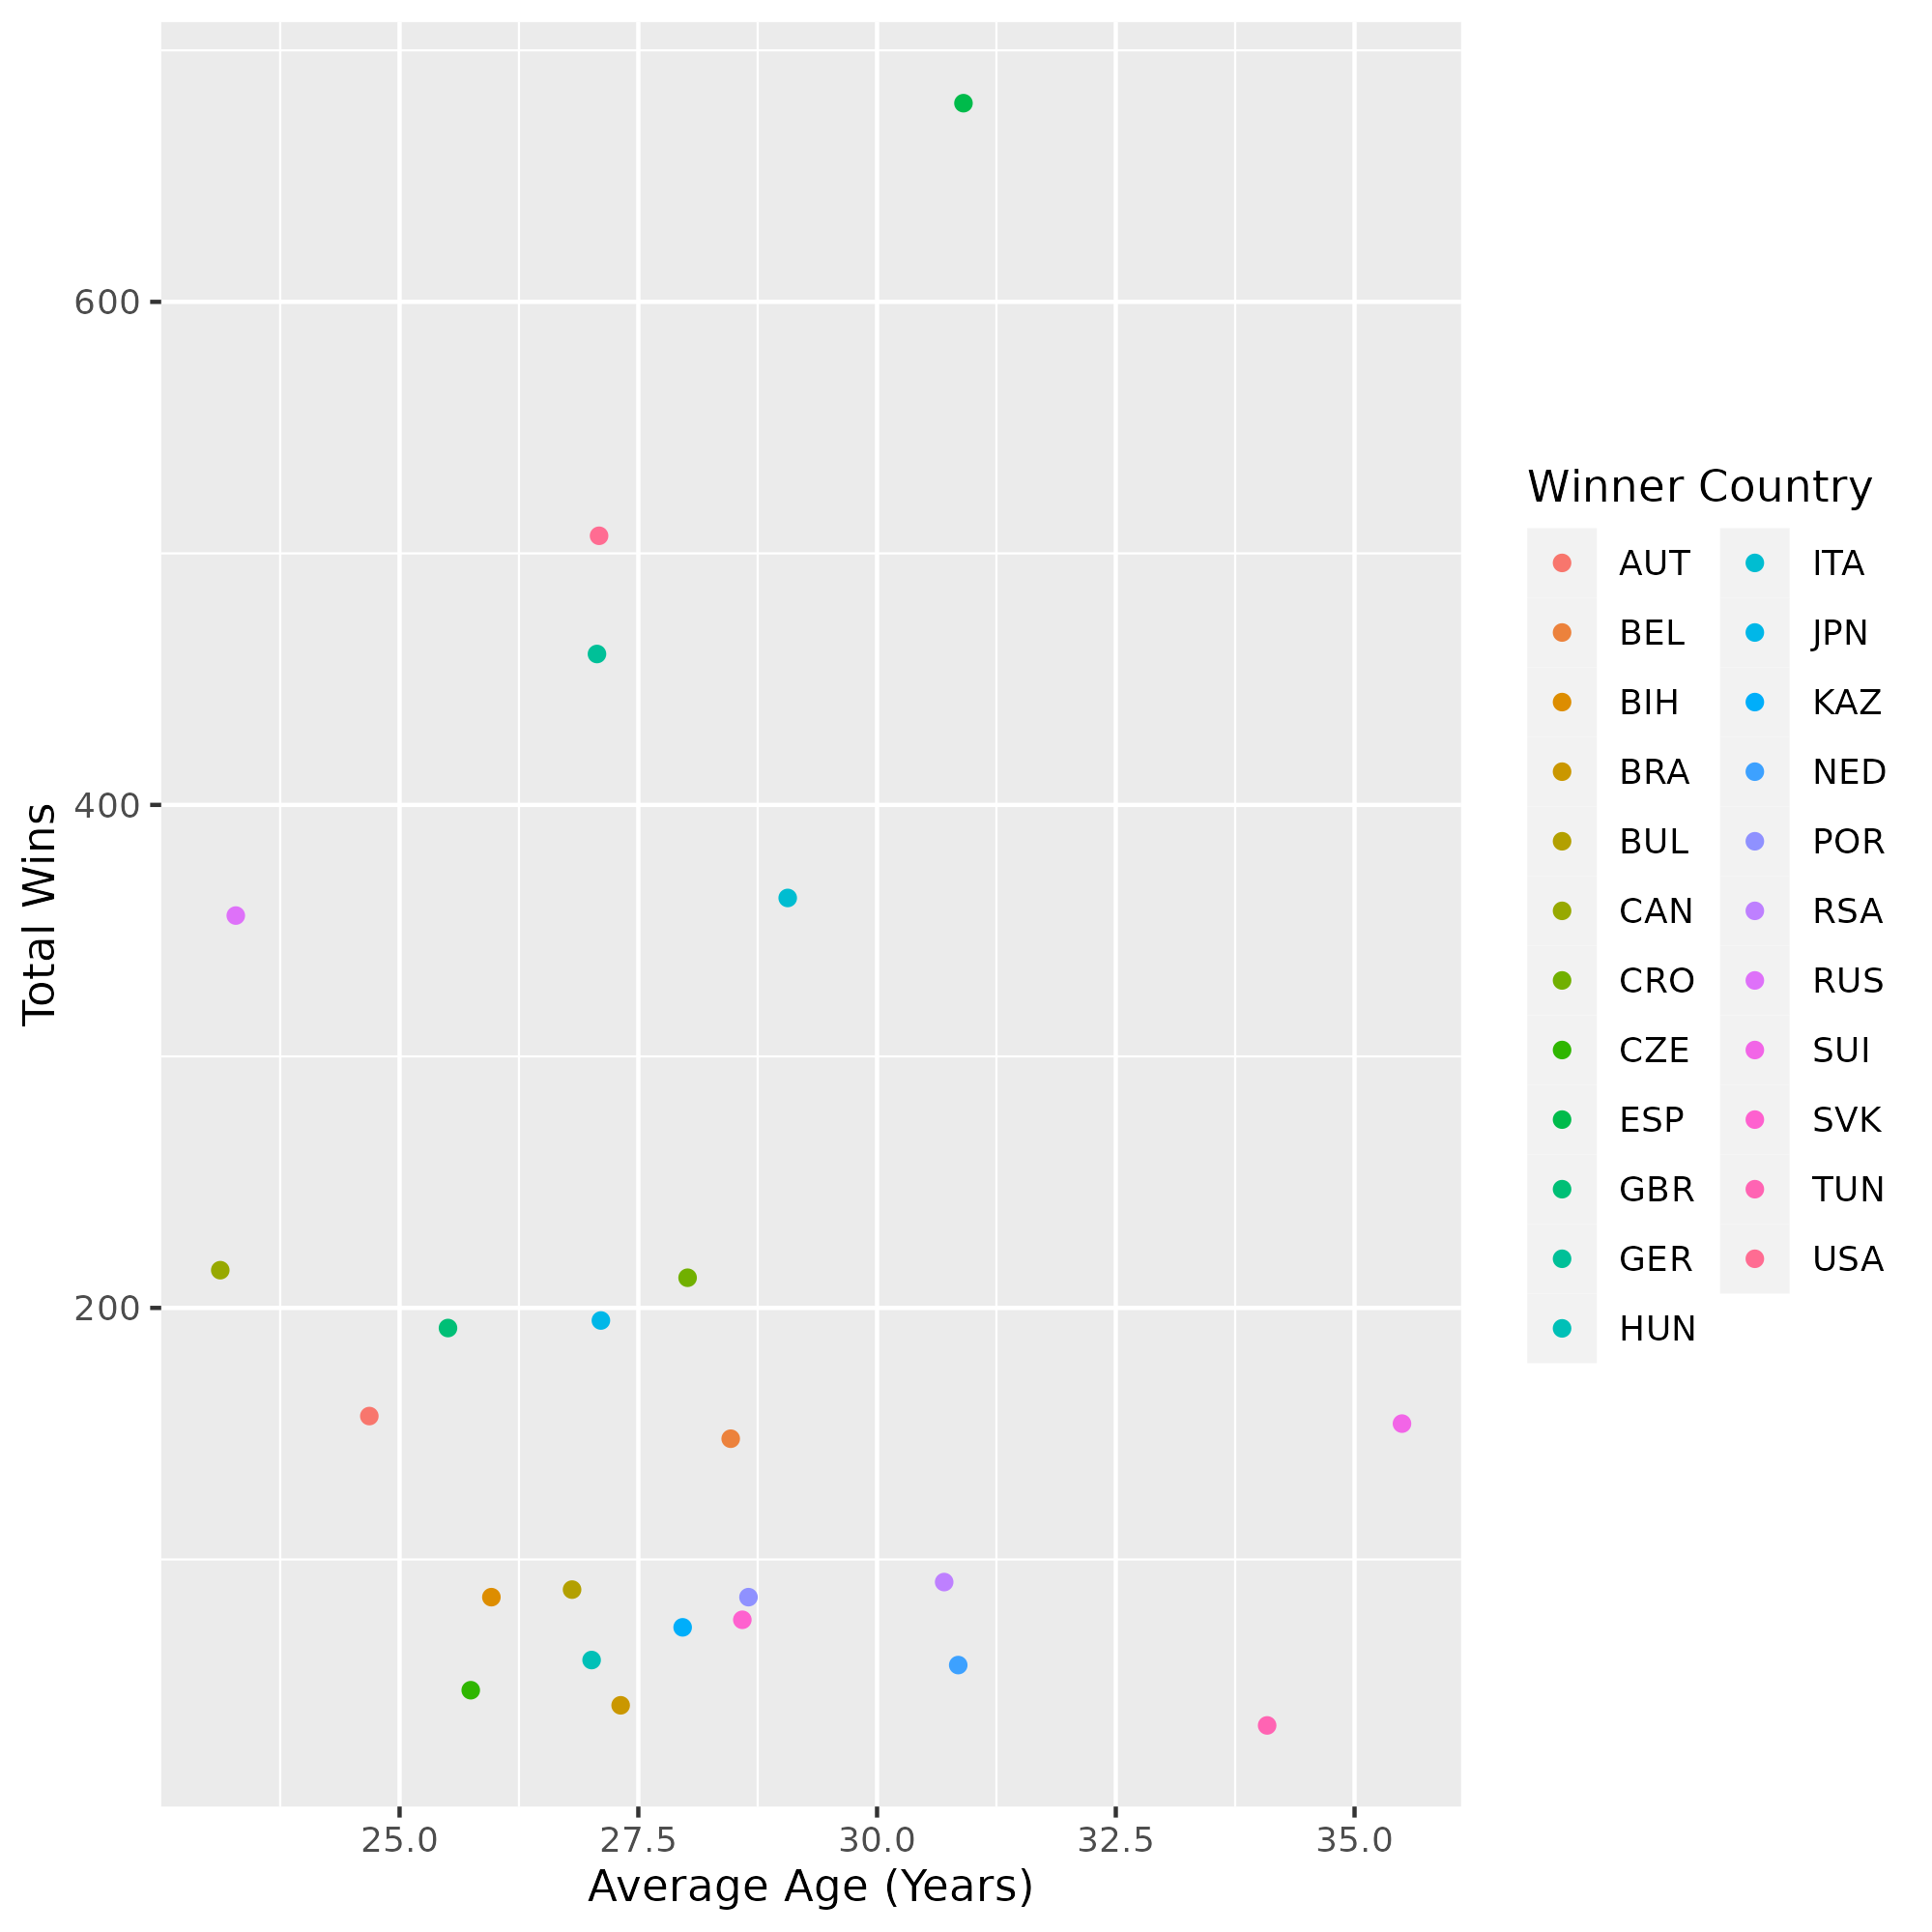 600
400
200
Total Wins
25.0 27.5 30.0 32.5 35.0
Average Age (Years)
Winner Country
AUT
BEL
BIH
BRA
BUL
CAN
CRO
CZE
ESP
GBR
GER
HUN
ITA
JPN
KAZ
NED
POR
RSA
RUS
SUI
SVK
TUN
USA